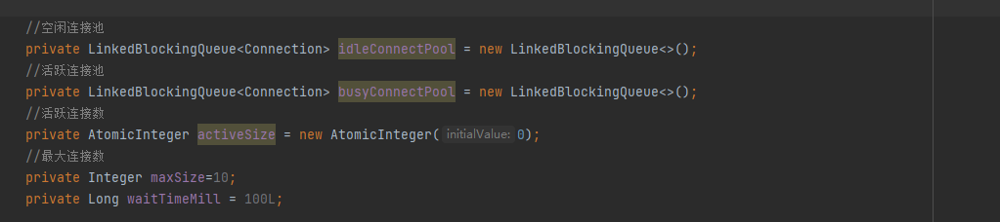 //空闲连接池
private LinkedBlockingQueue<Connection> idleConnectPool = new LinkedBlockingQueue<>();
//活跃连接池
private LinkedBlockingQueue<Connection> busyConnectPool = new LinkedBlockingQueue<>();
//活跃连接数
private AtomicInteger activeSize = new AtomicInteger( initialValue: 0);
//最大连接数
private Integer maxSize=10;
private Long waitTimeMill = 100L;